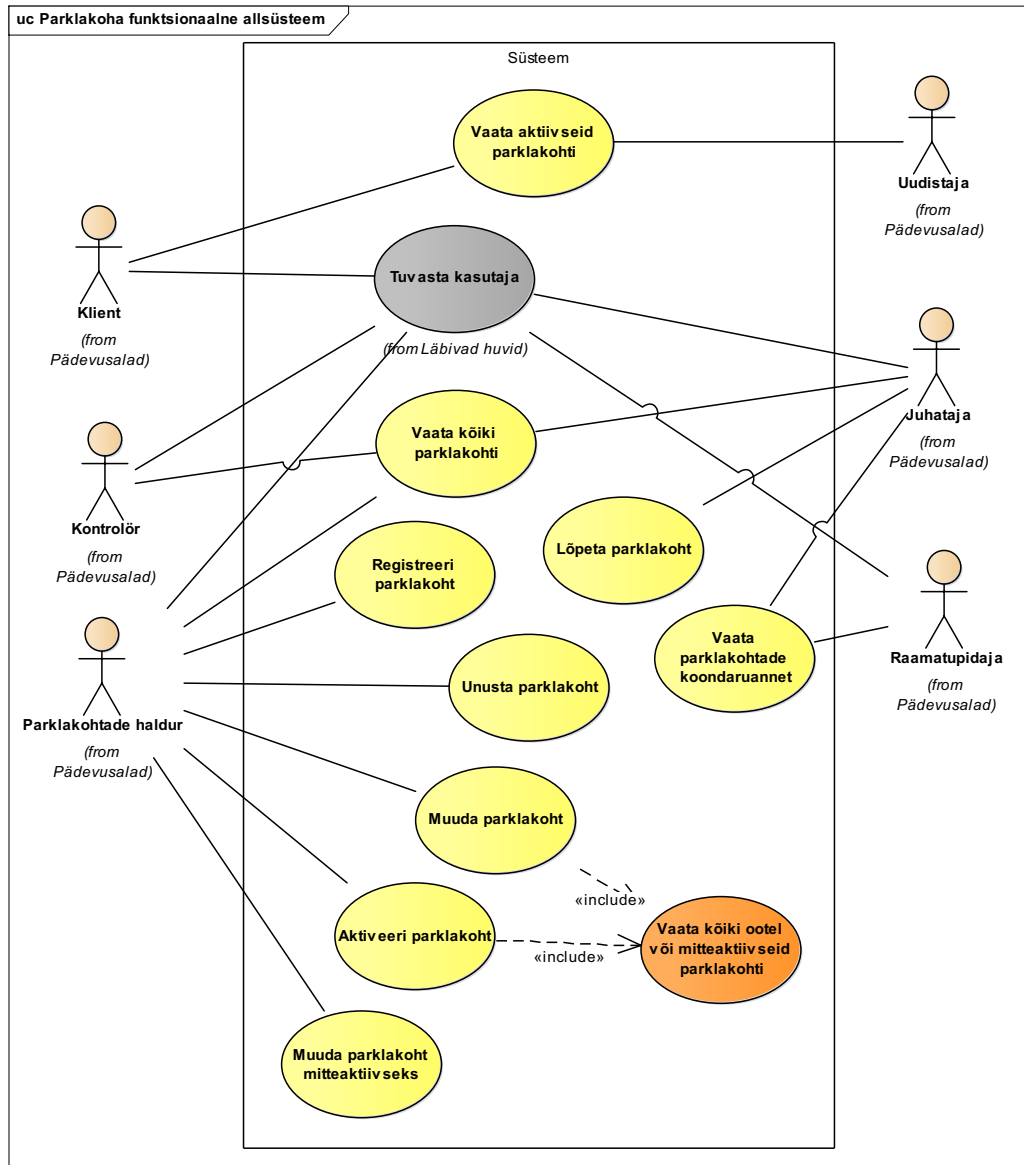 uc Parklakoha funktsionaalne allsüsteem
Süsteem
Vaata aktiivseid
parklakohti
Uudistaja
(from
Pädevusalad)
Klient
(from
Pädevusalad)
Tuvasta kasutaja
(from Läbivad huvid)
Juhataja
(from
Pädevusalad)
Vaata kõiki
parklakohti
Kontrolör
(from
Pädevusalad)
Lõpeta parklakoht
Registreeri
parklakoht
Raamatupidaja
(from
Pädevusalad)
Vaata
parklakohtade
koondaruannet
Unusta parklakoht
Parklakohtade haldur
(from
Pädevusalad)
Muuda parklakoht
«include»
Aktiveeri parklakoht
«include»
Vaata kõiki ootel
või mitteaktiivseid
parklakohti
Muuda parklakoht
mitteaktiivseks